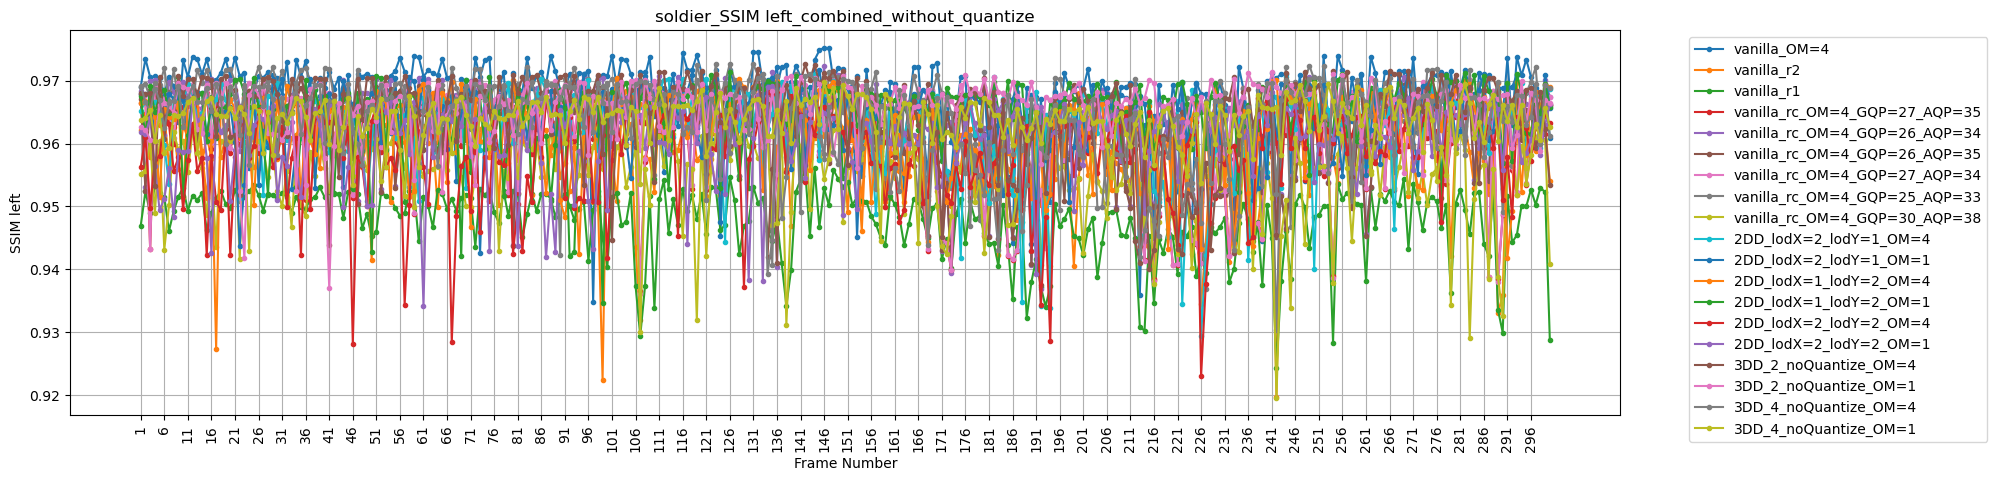 soldier_SSIM left_combined_without_quantize
SSIM left
0.97
0.96
0.95
0.94
0.93
0.92
1 6 11 16 21 26 31 36 41 46 51 56 61 66 71 76 81 86 91 96 101 106 111 116 121 126 131 136 141 146 151 156 161 166 171 176 181 186 191 196 201 206 211 216 221 226 231 236 241 246 251 256 261 266 271 276 281 286 291 296
Frame Number
vanilla_OM=4
vanilla_r2
vanilla_r1
vanilla_rc_OM=4_GQP=27_AQP=35
vanilla_rc_OM=4_GQP=26_AQP=34
vanilla_rc_OM=4_GQP=26_AQP=35
vanilla_rc_OM=4_GQP=27_AQP=34
vanilla_rc_OM=4_GQP=25_AQP=33
vanilla_rc_OM=4_GQP=30_AQP=38
2DD_lodX=2_lodY=1_OM=4
2DD_lodX=2_lodY=1_OM=1
2DD_lodX=1_lodY=2_OM=4
2DD_lodX=1_lodY=2_OM=1
2DD_lodX=2_lodY=2_OM=4
2DD_lodX=2_lodY=2_OM=1
3DD_2_noQuantize_OM=4
3DD_2_noQuantize_OM=1
3DD_4_noQuantize_OM=4
3DD_4_noQuantize_OM=1